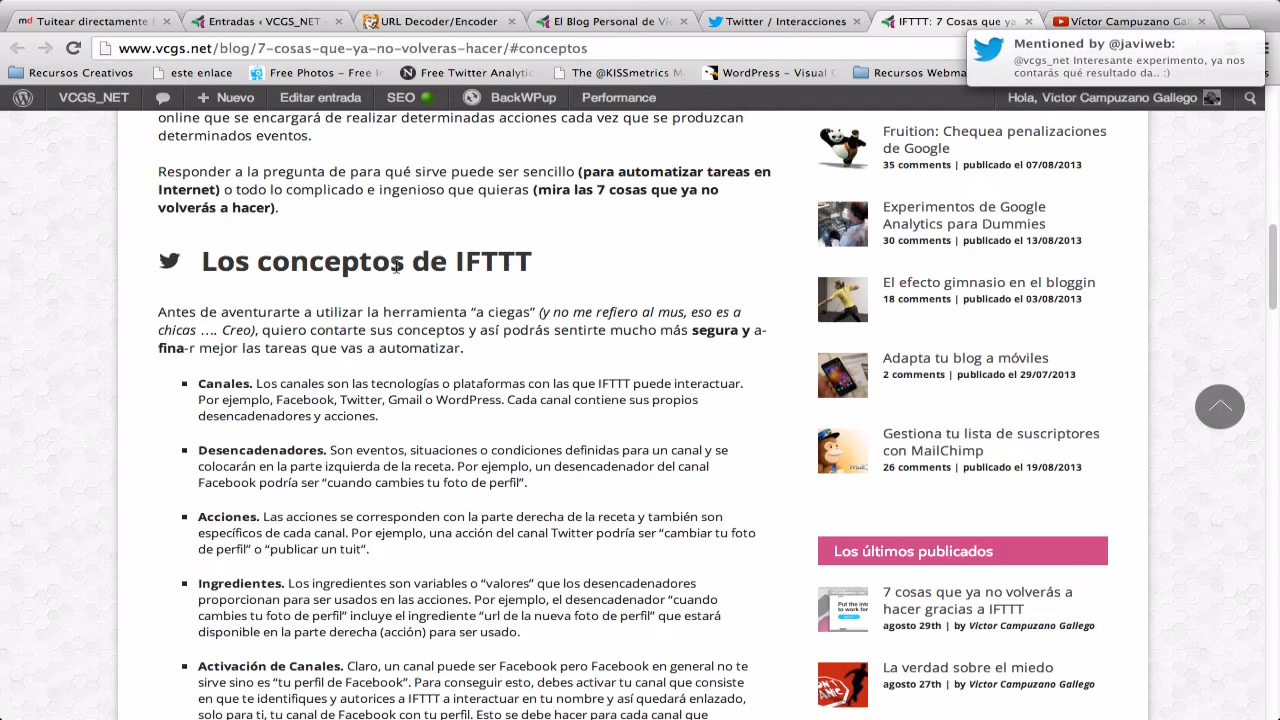 Tuitear directamente
Entradas ‹ VCGS_NET
URL Decoder/Encoder
El Blog Personal de Ví
Twitter / Interacciones
IFTTT: 7 Cosas que ya
Víctor Campuzano Gal
www.vcgs.net/blog/7-cosas-que-ya-no-volveras-hacer/#conceptos
Mentioned by @javiweb:
@vcgs_net Interesante experimento, ya nos
contarás qué resultado da.. :)
Recursos Creativos
este enlace
Free Photos – Free I
Free Twitter Analytic
The @KISSmetrics M
WordPress – Visual C
Recursos Webma
VCGS_NET
+ Nuevo
Editar entrada
SEO
BackWPup
Performance
Hola, Victor Campuzano Gallego
online que se encargará de realizar determinadas acciones cada vez que se produzcan
determinados eventos.
Responder a la pregunta de para qué sirve puede ser sencillo (para automatizar tareas en
Internet) o todo lo complicado e ingenioso que quieras (mira las 7 cosas que ya no
volverás a hacer).
Los conceptos de IFTTT
Antes de aventurarte a utilizar la herramienta “a ciegas” (y no me refiero al mus, eso es a
chicas …. Creo), quiero contarte sus conceptos y así podrás sentirte mucho más segura y a-
fina-r mejor las tareas que vas a automatizar.
Canales. Los canales son las tecnologías o plataformas con las que IFTTT puede interactuar.
Por ejemplo, Facebook, Twitter, Gmail o WordPress. Cada canal contiene sus propios
desencadenadores y acciones.
Desencadenadores. Son eventos, situaciones o condiciones definidas para un canal y se
colocarán en la parte izquierda de la receta. Por ejemplo, un desencadenador del canal
Facebook podría ser “cuando cambies tu foto de perfil”.
Acciones. Las acciones se corresponden con la parte derecha de la receta y también son
específicos de cada canal. Por ejemplo, una acción del canal Twitter podría ser “cambiar tu foto
de perfil” o “publicar un tuit”.
Ingredientes. Los ingredientes son variables o “valores” que los desencadenadores
proporcionan para ser usados en las acciones. Por ejemplo, el desencadenador “cuando
cambies tu foto de perfil” incluye el ingrediente “url de la nueva foto de perfil” que estará
disponible en la parte derecha (acción) para ser usado.
Activación de Canales. Claro, un canal puede ser Facebook pero Facebook en general no te
sirve sino es “tu perfil de Facebook”. Para conseguir esto, debes activar tu canal que consiste
en que te identifiques y autorices a IFTTT a interactuar en tu nombre y así quedará enlazado,
solo para ti, tu canal de Facebook con tu perfil. Esto se debe hacer para cada canal que
Fruition: Chequea penalizaciones
de Google
35 comments | publicado el 07/08/2013
Experimentos de Google
Analytics para Dummies
30 comments | publicado el 13/08/2013
El efecto gimnasio en el bloggin
18 comments | publicado el 03/08/2013
Adapta tu blog a móviles
2 comments | publicado el 29/07/2013
Gestiona tu lista de suscriptores
con MailChimp
26 comments | publicado el 19/08/2013
Los últimos publicados
7 cosas que ya no volverás a
hacer gracias a IFTTT
agosto 29th | by Victor Campuzano Gallego
La verdad sobre el miedo
agosto 27th | by Victor Campuzano Gallego